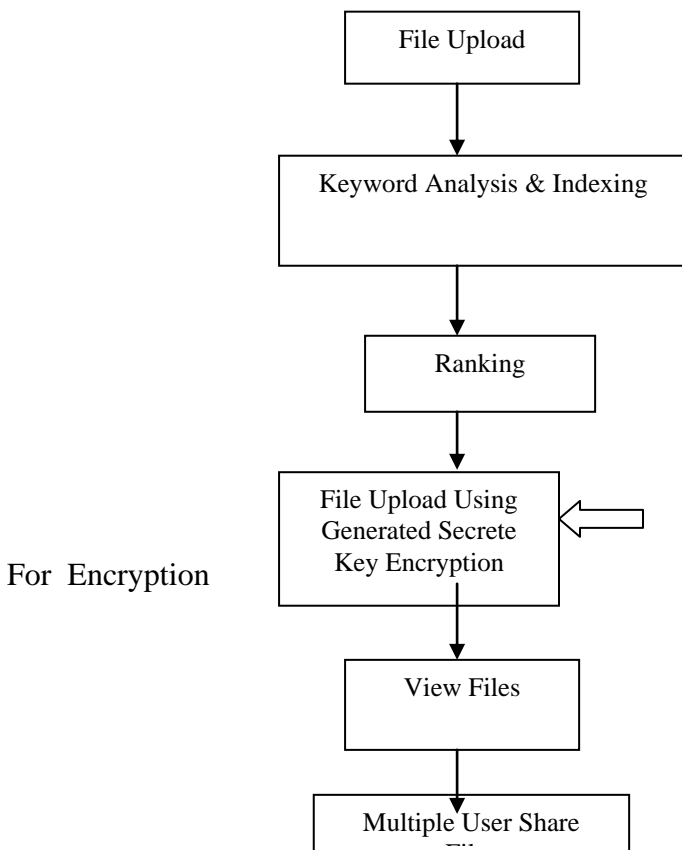 File Upload
Keyword Analysis & Indexing
Ranking
File Upload Using
Generated Secrete
Key Encryption
For Encryption
View Files
Multiple User Share